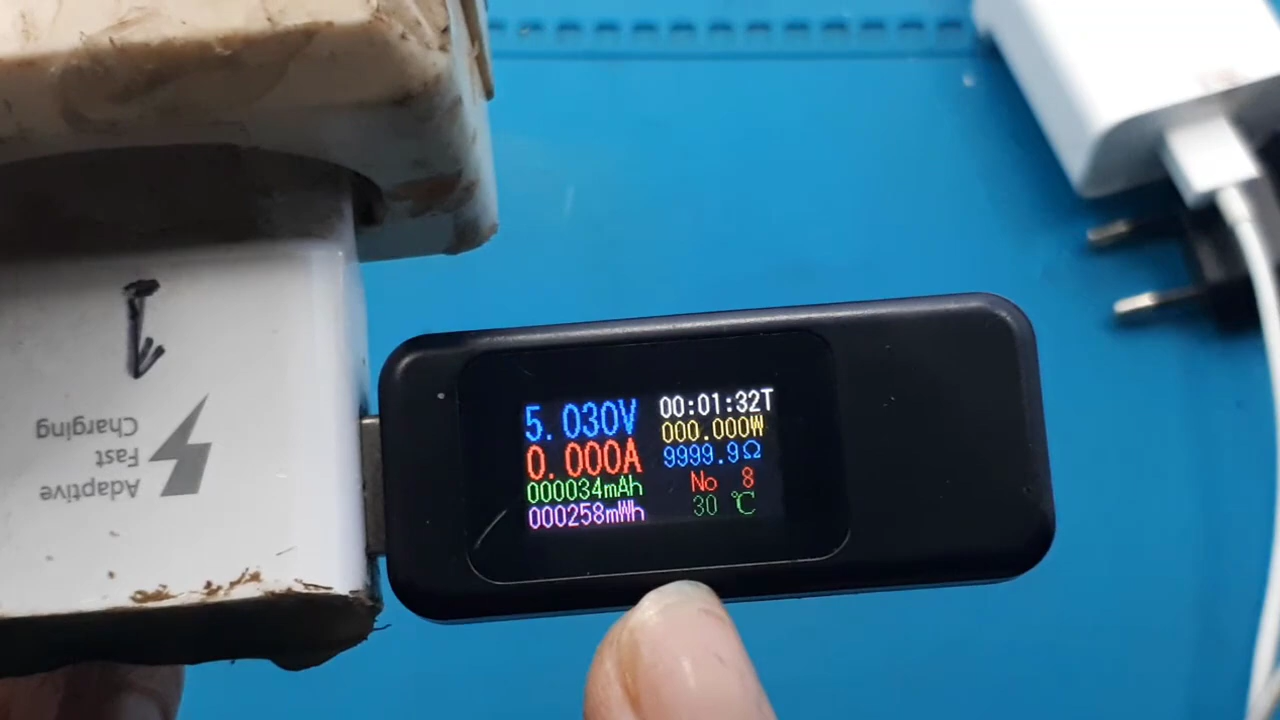 1
Adaptive
Fast
Charging
5.030V
0.000A
000034mAh
000258mWh
00:01:32T
000.000W
9999.9Ω
No 8
30 ℃